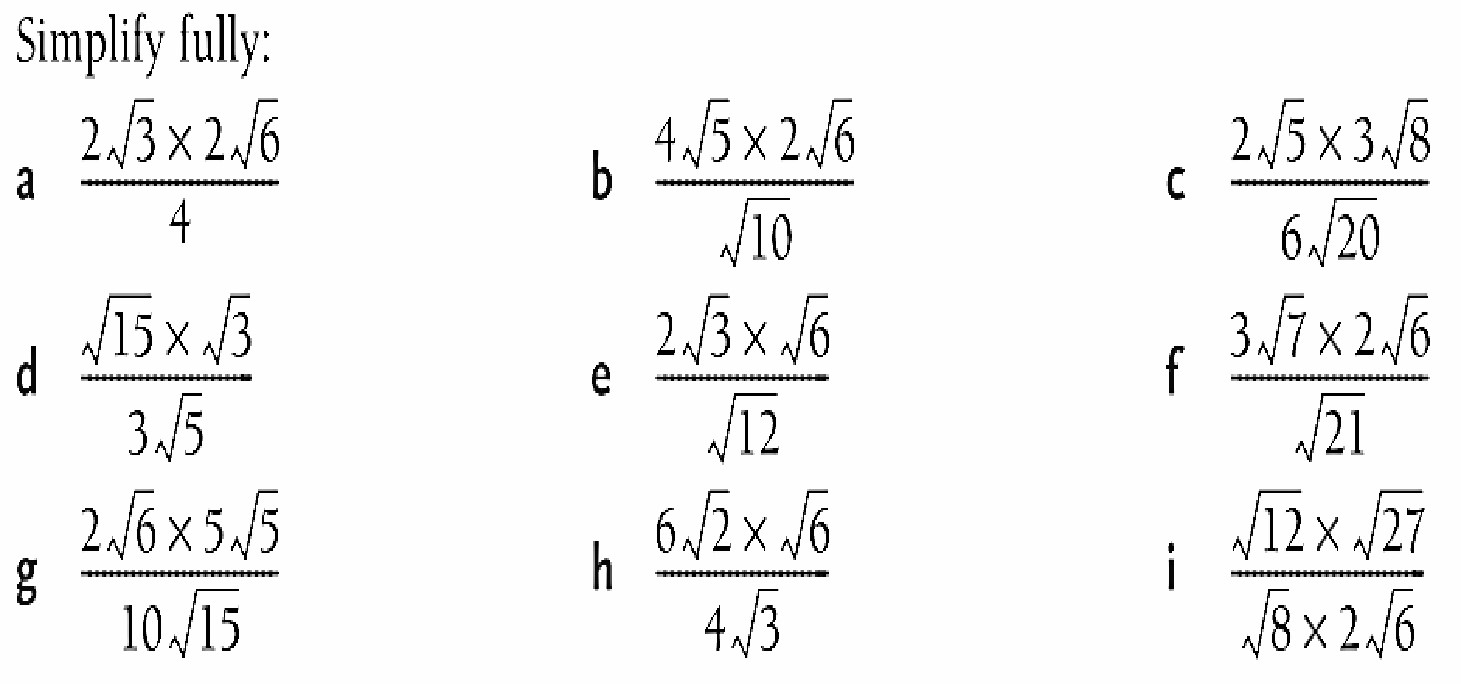 Simplify fully:
a (2√3 × 2√6)/4 b (4√5 × 2√6)/√10 c (2√5 × 3√8)/(6√20)
d (√15 × √3)/(3√5) e (2√3 × √6)/√12 f (3√7 × 2√6)/√21
g (2√6 × 5√5)/(10√15) h (6√2 × √6)/(4√3) i (√12 × √27)/(√8 × 2√6)